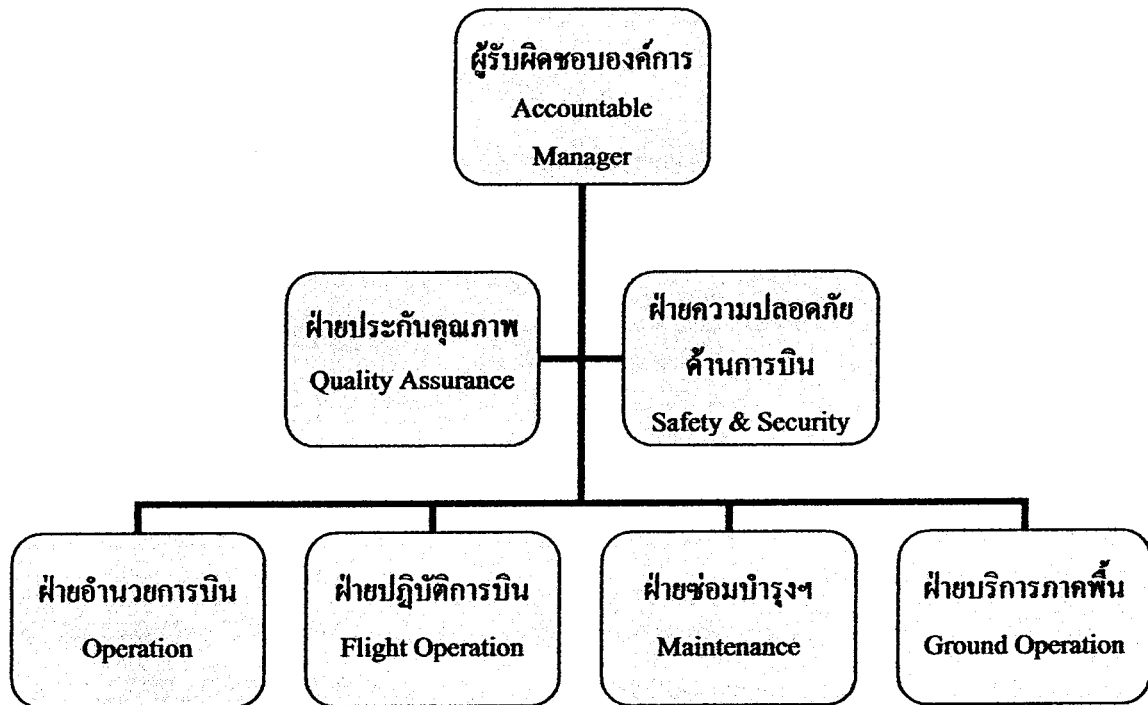 ผู้รับผิดชอบองค์การ
Accountable
Manager
ฝ่ายประกันคุณภาพ
Quality Assurance
ฝ่ายความปลอดภัย
ด้านการบิน
Safety & Security
ฝ่ายอำนวยการบิน
Operation
ฝ่ายปฏิบัติการบิน
Flight Operation
ฝ่ายซ่อมบำรุงฯ
Maintenance
ฝ่ายบริการภาคพื้น
Ground Operation